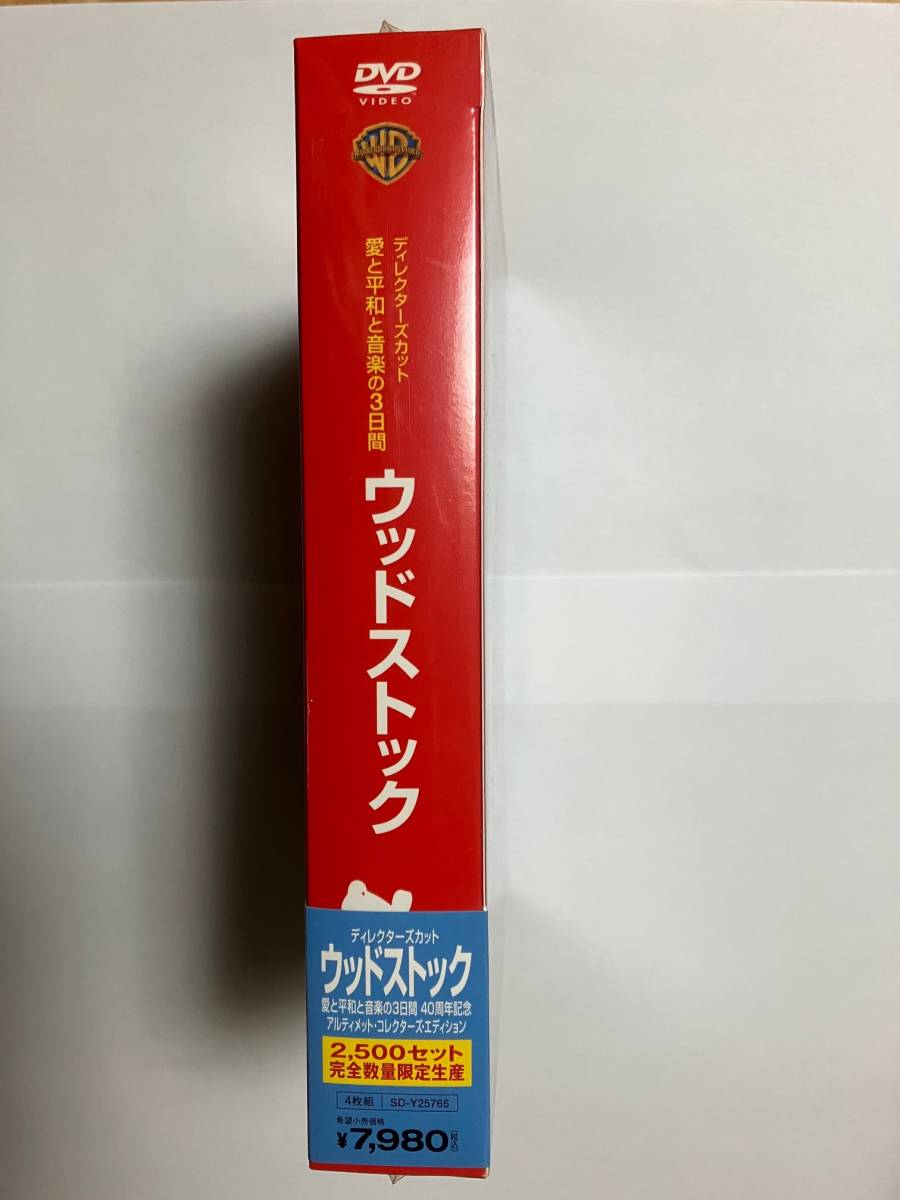 DVD
VIDEO
WB
ディレクターズカット
愛と平和と音楽の3日間
ウッドストック
ディレクターズカット
ウッドストック
愛と平和と音楽の3日間 40周年記念
アルティメット・コレクターズ・エディション
2,500セット
完全数量限定生産
4枚組 SD-Y25765
希望小売価格
¥7,980(税込)